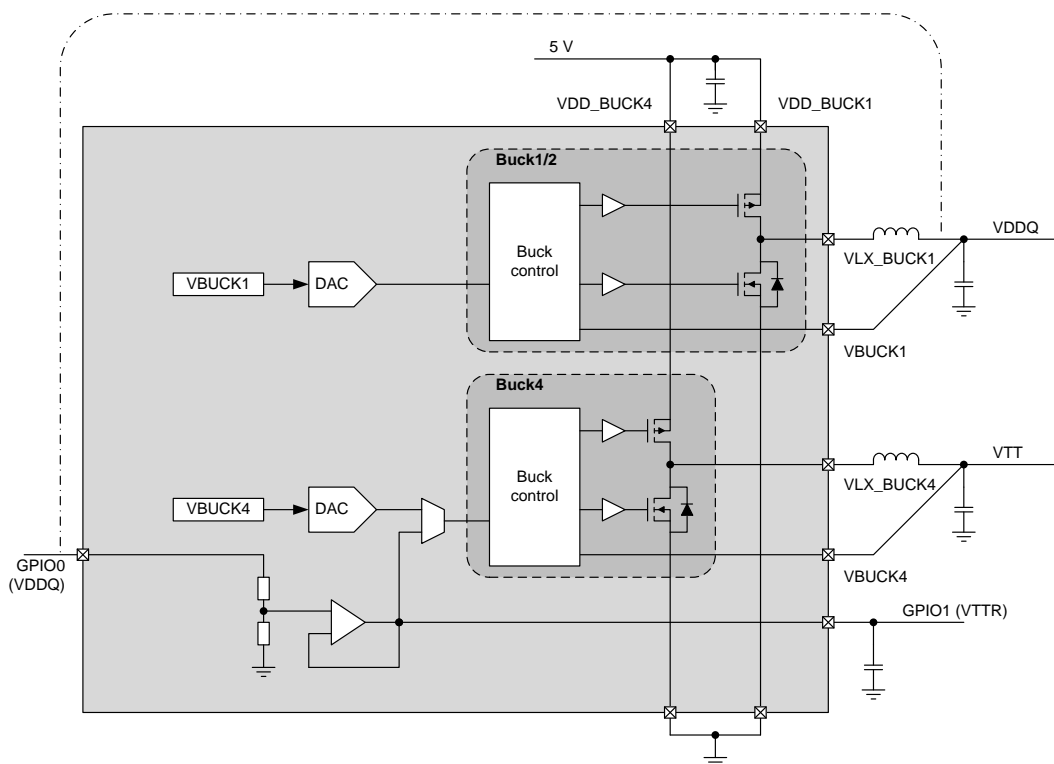 5 V
VDD_BUCK4
VDD_BUCK1
Buck1/2
Buck
control
VBUCK1
DAC
VDDQ
VLX_BUCK1
VBUCK1
Buck4
Buck
control
VBUCK4
DAC
VTT
VLX_BUCK4
VBUCK4
GPIO0
(VDDQ)
GPIO1 (VTTR)